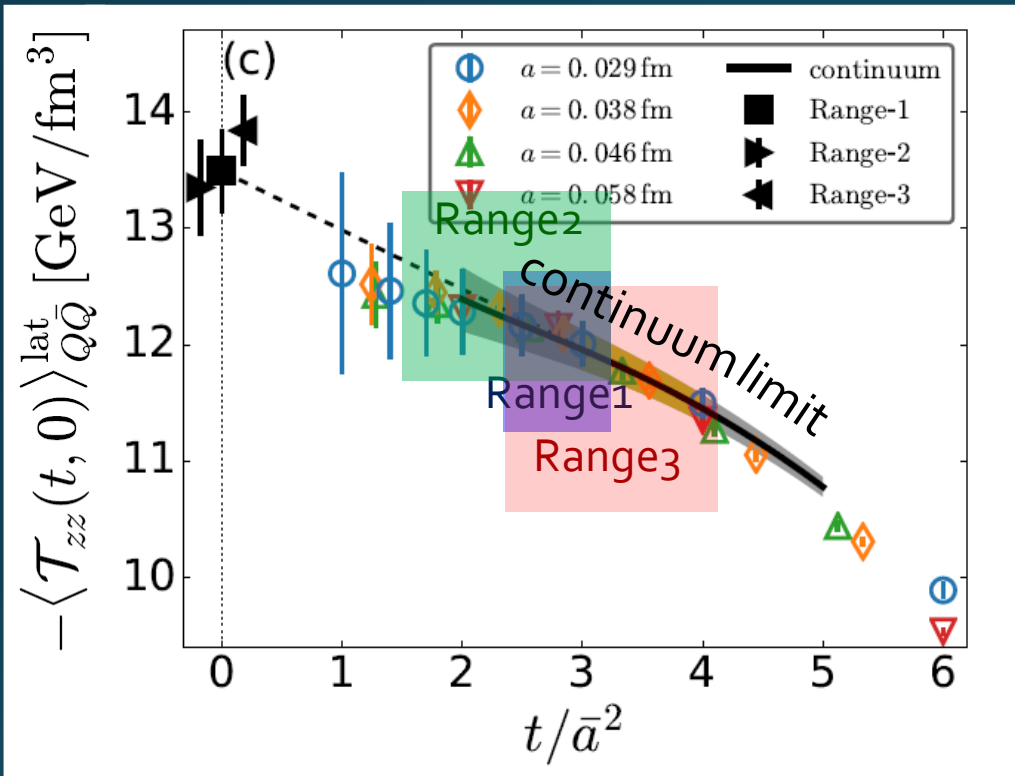 (c)
a = 0.029 fm
a = 0.038 fm
a = 0.046 fm
a = 0.058 fm
continuum
Range-1
Range-2
Range-3
Range2
continuum limit
Range1
Range3
14
13
12
11
10
0 1 2 3 4 5 6
t/ā²
−⟨𝒯zz(t, 0)⟩^lat_QQ̄ [GeV/fm³]